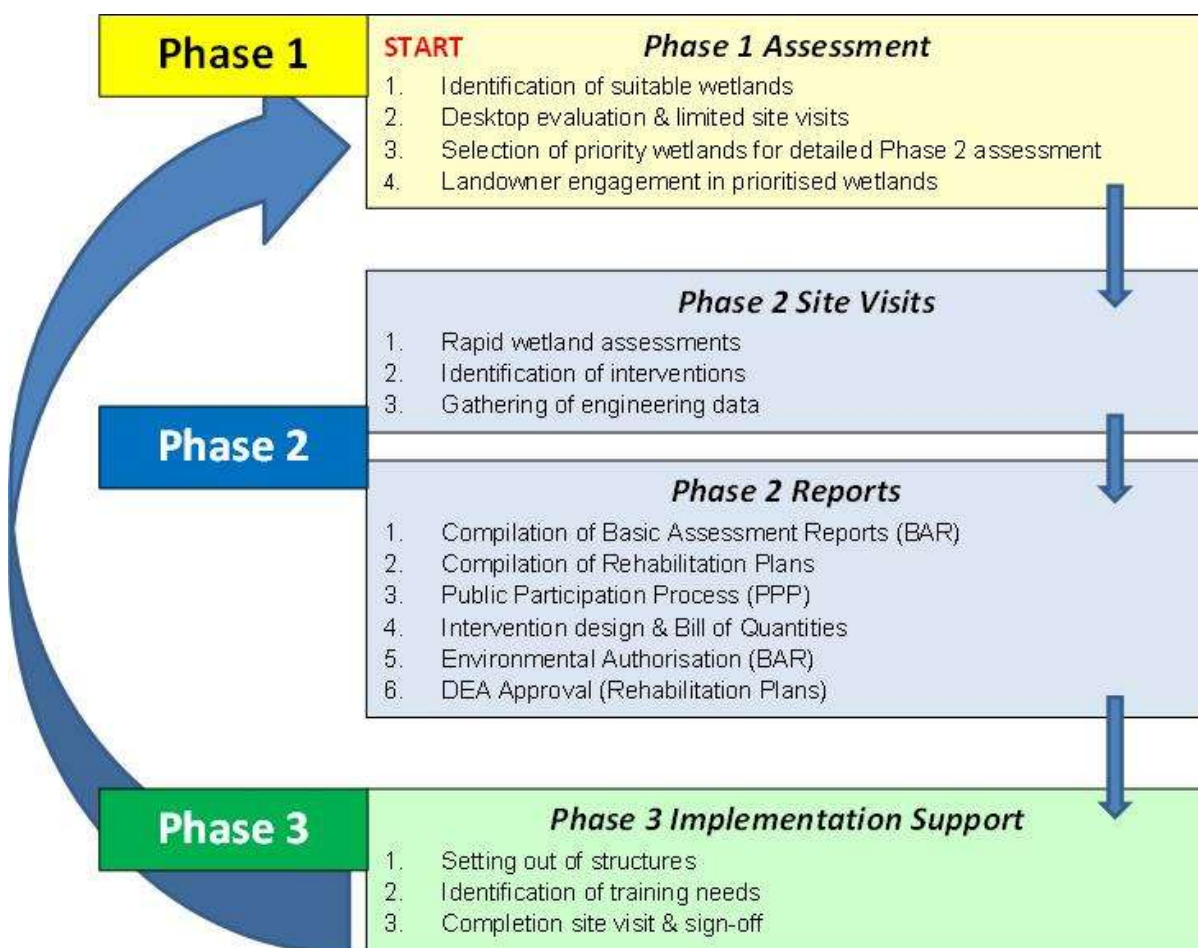 Phase 1
START Phase 1 Assessment
1. Identification of suitable wetlands
2. Desktop evaluation & limited site visits
3. Selection of priority wetlands for detailed Phase 2 assessment
4. Landowner engagement in prioritised wetlands
Phase 2
Phase 2 Site Visits
1. Rapid wetland assessments
2. Identification of interventions
3. Gathering of engineering data
Phase 2 Reports
1. Compilation of Basic Assessment Reports (BAR)
2. Compilation of Rehabilitation Plans
3. Public Participation Process (PPP)
4. Intervention design & Bill of Quantities
5. Environmental Authorisation (BAR)
6. DEA Approval (Rehabilitation Plans)
Phase 3
Phase 3 Implementation Support
1. Setting out of structures
2. Identification of training needs
3. Completion site visit & sign-off